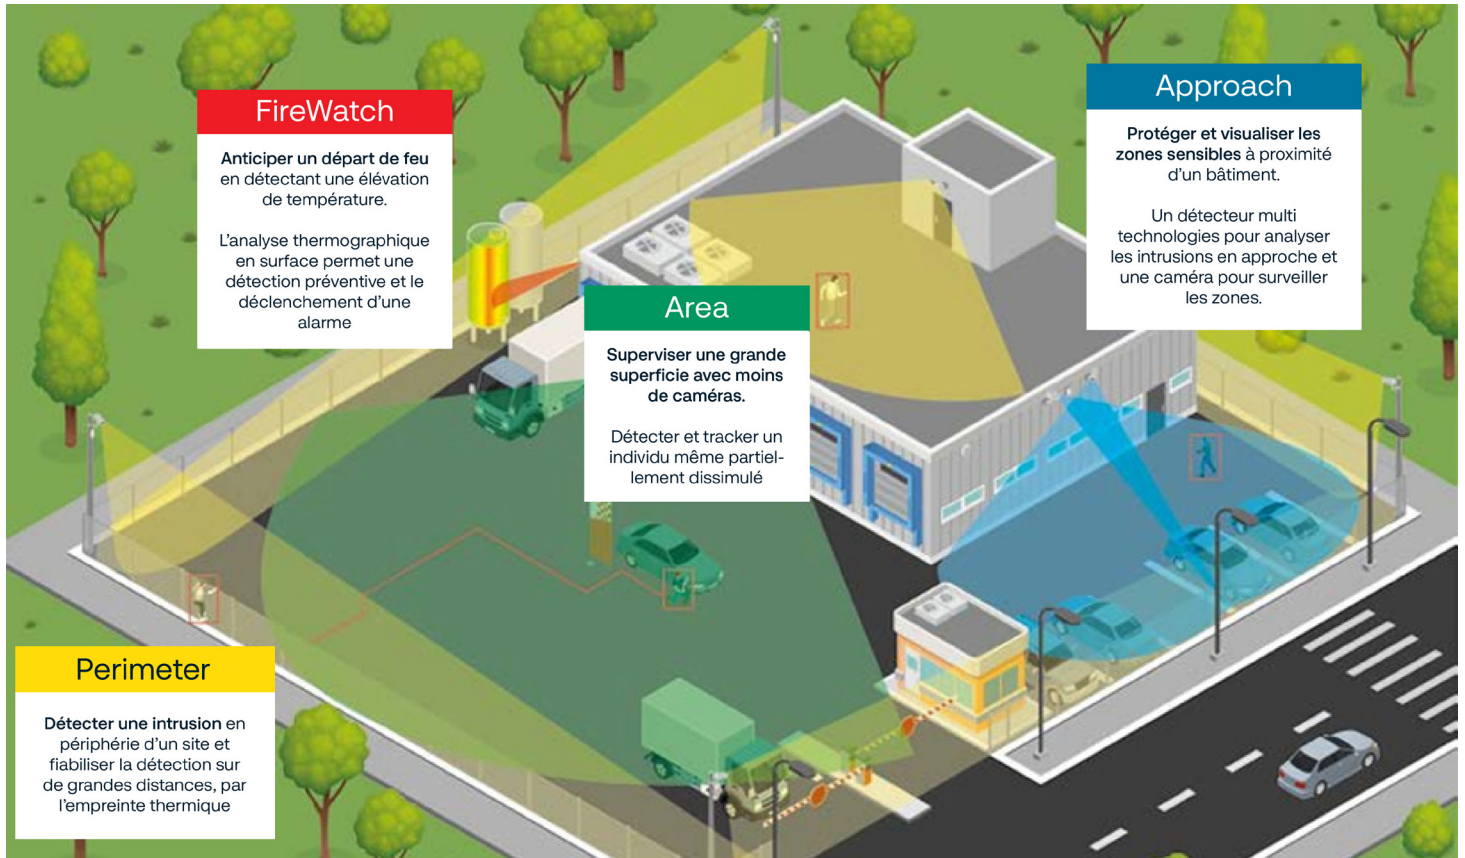 FireWatch
Anticiper un départ de feu
en détectant une élévation
de température.
L'analyse thermographique
en surface permet une
détection préventive et le
déclenchement d'une
alarme
Approach
Protéger et visualiser les
zones sensibles à proximité
d'un bâtiment.
Un détecteur multi
technologies pour analyser
les intrusions en approche et
une caméra pour surveiller
les zones.
Area
Superviser une grande
superficie avec moins
de caméras.
Détecter et tracker un
individu même partiel-
lement dissimulé
Perimeter
Détecter une intrusion en
périphérie d'un site et
fiabiliser la détection sur
de grandes distances, par
l'empreinte thermique